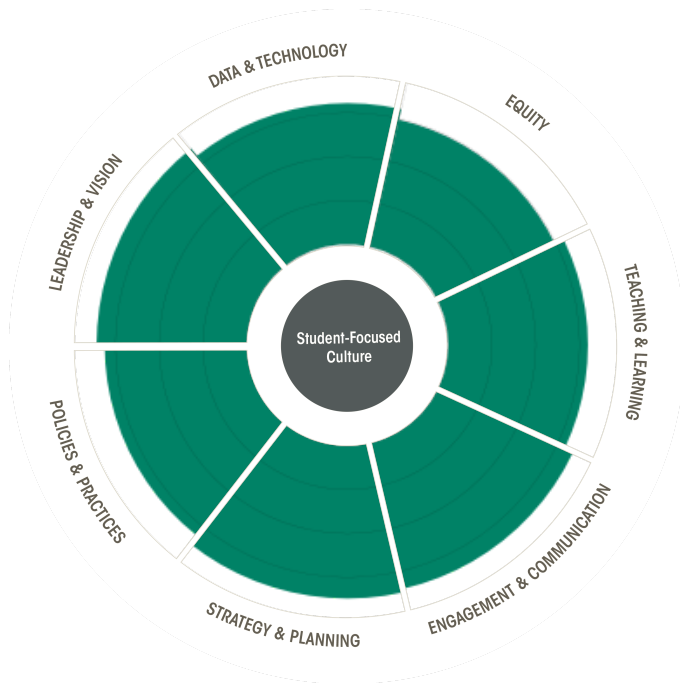 DATA & TECHNOLOGY
EQUITY
LEADERSHIP & VISION
TEACHING & LEARNING
Student-Focused
Culture
POLICIES & PRACTICES
ENGAGEMENT & COMMUNICATION
STRATEGY & PLANNING